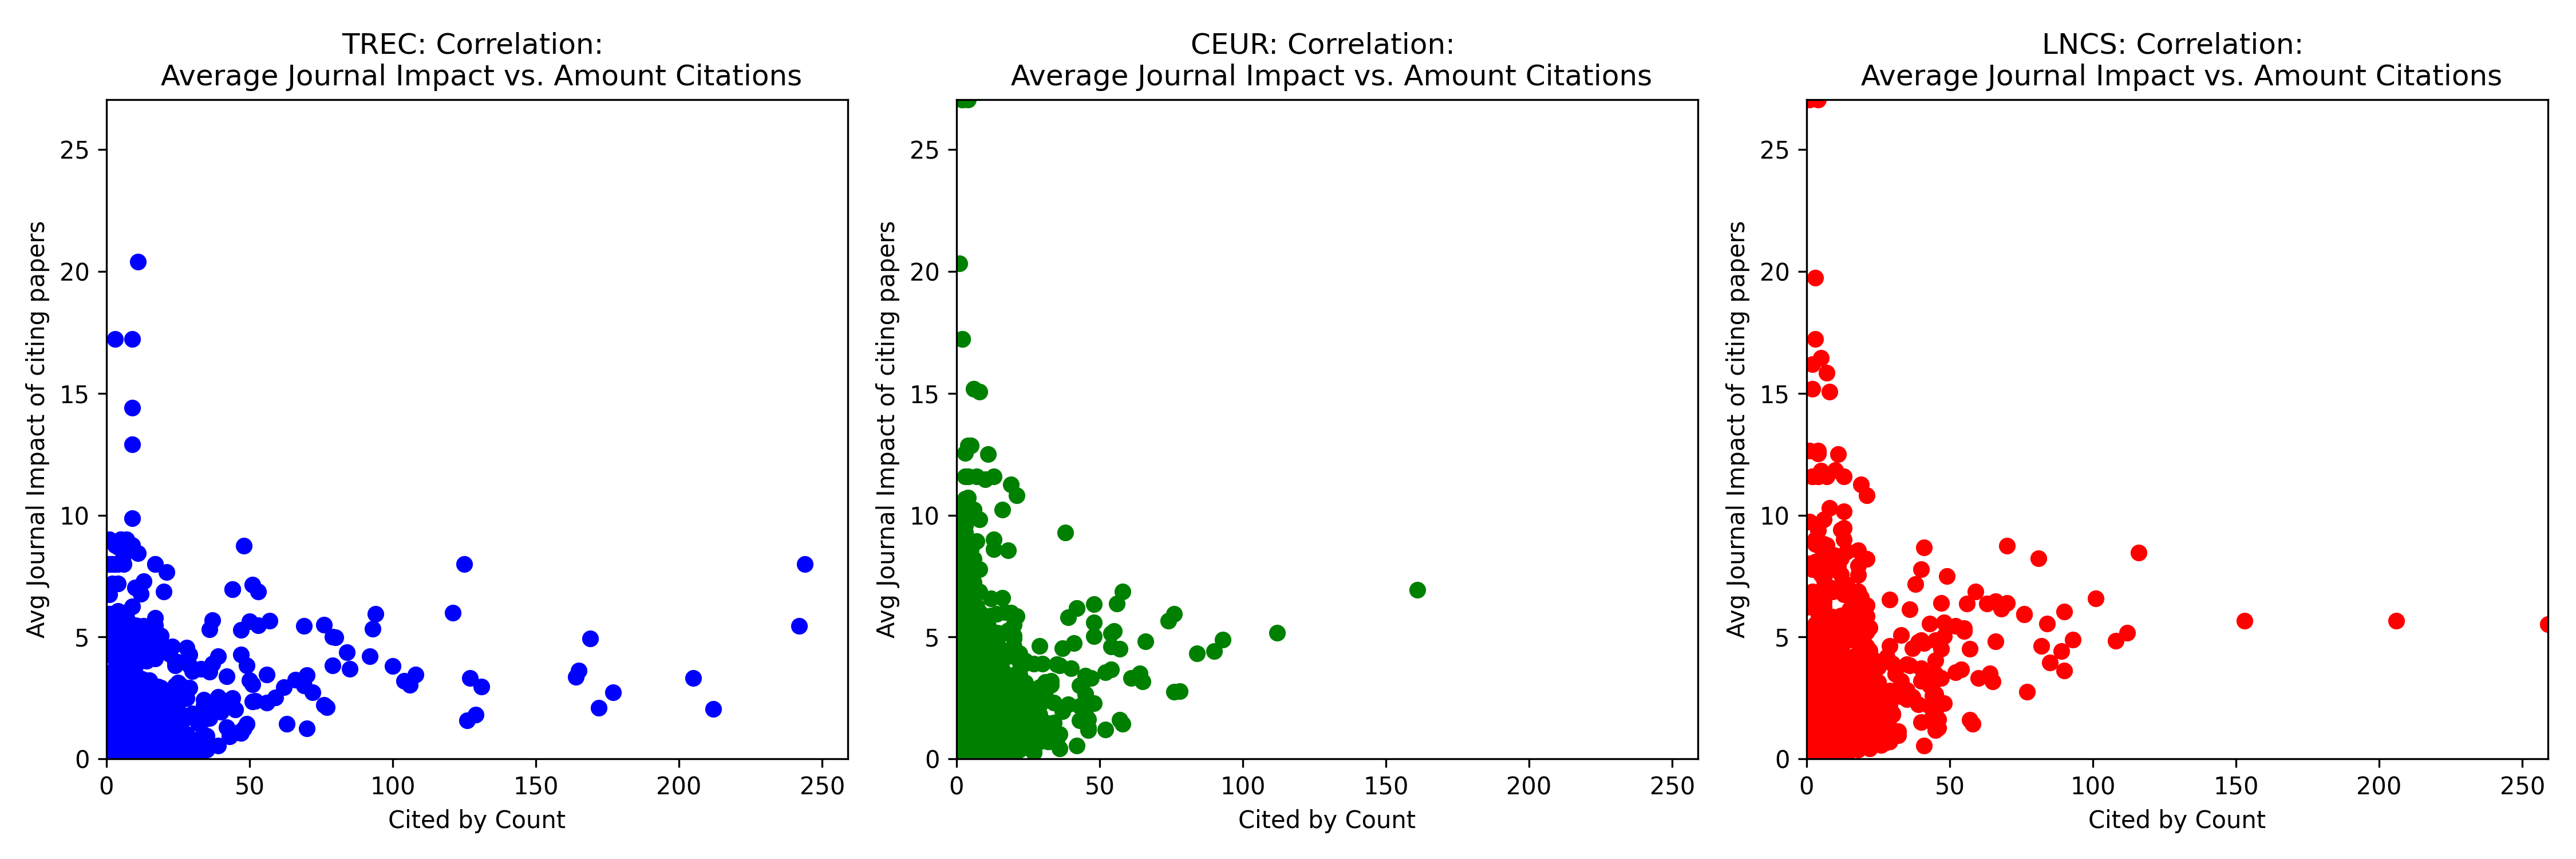 TREC: Correlation:
Average Journal Impact vs. Amount Citations
Avg Journal Impact of citing papers
25
20
15
10
5
0
0 50 100 150 200 250
Cited by Count
CEUR: Correlation:
Average Journal Impact vs. Amount Citations
Avg Journal Impact of citing papers
25
20
15
10
5
0
0 50 100 150 200 250
Cited by Count
LNCS: Correlation:
Average Journal Impact vs. Amount Citations
Avg Journal Impact of citing papers
25
20
15
10
5
0
0 50 100 150 200 250
Cited by Count